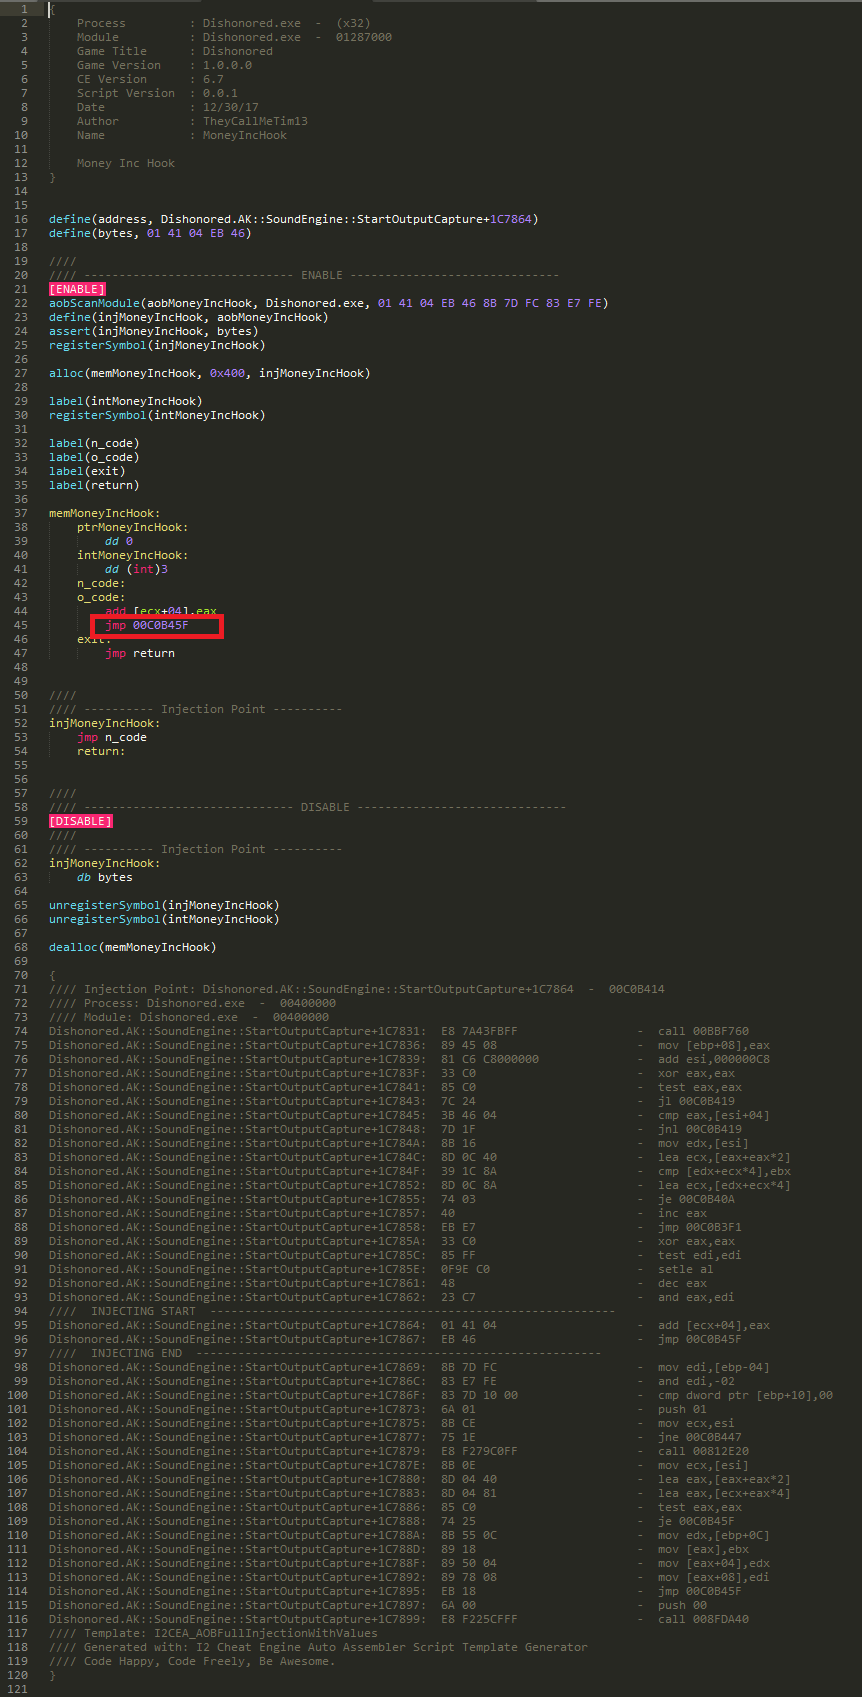 1 {
2 Process : Dishonored.exe - (x32)
3 Module : Dishonored.exe - 01287000
4 Game Title : Dishonored
5 Game Version : 1.0.0.0
6 CE Version : 6.7
7 Script Version : 0.0.1
8 Date : 12/30/17
9 Author : TheyCallMeTim13
10 Name : MoneyIncHook
11
12 Money Inc Hook
13 }
14
15
16 define(address, Dishonored.AK::SoundEngine::StartOutputCapture+1C7864)
17 define(bytes, 01 41 04 EB 46)
18
19 ////
20 //// ------------------------------ ENABLE ------------------------------
21 [ENABLE]
22 aobScanModule(aobMoneyIncHook, Dishonored.exe, 01 41 04 EB 46 8B 7D FC 83 E7 FE)
23 define(injMoneyIncHook, aobMoneyIncHook)
24 assert(injMoneyIncHook, bytes)
25 registerSymbol(injMoneyIncHook)
26
27 alloc(memMoneyIncHook, 0x400, injMoneyIncHook)
28
29 label(intMoneyIncHook)
30 registerSymbol(intMoneyIncHook)
31
32 label(n_code)
33 label(o_code)
34 label(exit)
35 label(return)
36
37 memMoneyIncHook:
38 ptrMoneyIncHook:
39 dd 0
40 intMoneyIncHook:
41 dd (int)3
42 n_code:
43 o_code:
44 add [ecx+04],eax
45 jmp 00C0B45F
46 exit:
47 jmp return
48
49
50 ////
51 //// ---------- Injection Point ----------
52 injMoneyIncHook:
53 jmp n_code
54 return:
55
56
57 ////
58 //// ------------------------------ DISABLE ------------------------------
59 [DISABLE]
60 ////
61 //// ---------- Injection Point ----------
62 injMoneyIncHook:
63 db bytes
64
65 unregisterSymbol(injMoneyIncHook)
66 unregisterSymbol(intMoneyIncHook)
67
68 dealloc(memMoneyIncHook)
69
70 {
71 //// Injection Point: Dishonored.AK::SoundEngine::StartOutputCapture+1C7864 - 00C0B414
72 //// Process: Dishonored.exe - 00400000
73 //// Module: Dishonored.exe - 00400000
74 Dishonored.AK::SoundEngine::StartOutputCapture+1C7831: E8 7A43FBFF - call 00BBF760
75 Dishonored.AK::SoundEngine::StartOutputCapture+1C7836: 89 45 08 - mov [ebp+08],eax
76 Dishonored.AK::SoundEngine::StartOutputCapture+1C7839: 81 C6 C8000000 - add esi,000000C8
77 Dishonored.AK::SoundEngine::StartOutputCapture+1C783F: 33 C0 - xor eax,eax
78 Dishonored.AK::SoundEngine::StartOutputCapture+1C7841: 85 C0 - test eax,eax
79 Dishonored.AK::SoundEngine::StartOutputCapture+1C7843: 7C 24 - jl 00C0B419
80 Dishonored.AK::SoundEngine::StartOutputCapture+1C7845: 3B 46 04 - cmp eax,[esi+04]
81 Dishonored.AK::SoundEngine::StartOutputCapture+1C7848: 7D 1F - jnl 00C0B419
82 Dishonored.AK::SoundEngine::StartOutputCapture+1C784A: 8B 16 - mov edx,[esi]
83 Dishonored.AK::SoundEngine::StartOutputCapture+1C784C: 8D 0C 40 - lea ecx,[eax+eax*2]
84 Dishonored.AK::SoundEngine::StartOutputCapture+1C784F: 39 1C 8A - cmp [edx+ecx*4],ebx
85 Dishonored.AK::SoundEngine::StartOutputCapture+1C7852: 8D 0C 8A - lea ecx,[edx+ecx*4]
86 Dishonored.AK::SoundEngine::StartOutputCapture+1C7855: 74 03 - je 00C0B40A
87 Dishonored.AK::SoundEngine::StartOutputCapture+1C7857: 40 - inc eax
88 Dishonored.AK::SoundEngine::StartOutputCapture+1C7858: EB E7 - jmp 00C0B3F1
89 Dishonored.AK::SoundEngine::StartOutputCapture+1C785A: 33 C0 - xor eax,eax
90 Dishonored.AK::SoundEngine::StartOutputCapture+1C785C: 85 FF - test edi,edi
91 Dishonored.AK::SoundEngine::StartOutputCapture+1C785E: 0F9E C0 - setle al
92 Dishonored.AK::SoundEngine::StartOutputCapture+1C7861: 48 - dec eax
93 Dishonored.AK::SoundEngine::StartOutputCapture+1C7862: 23 C7 - and eax,edi
94 //// INJECTING START ----------------------------------------------------------
95 Dishonored.AK::SoundEngine::StartOutputCapture+1C7864: 01 41 04 - add [ecx+04],eax
96 Dishonored.AK::SoundEngine::StartOutputCapture+1C7867: EB 46 - jmp 00C0B45F
97 //// INJECTING END ----------------------------------------------------------
98 Dishonored.AK::SoundEngine::StartOutputCapture+1C7869: 8B 7D FC - mov edi,[ebp-04]
99 Dishonored.AK::SoundEngine::StartOutputCapture+1C786C: 83 E7 FE - and edi,-02
100 Dishonored.AK::SoundEngine::StartOutputCapture+1C786F: 83 7D 10 00 - cmp dword ptr [ebp+10],00
101 Dishonored.AK::SoundEngine::StartOutputCapture+1C7873: 6A 01 - push 01
102 Dishonored.AK::SoundEngine::StartOutputCapture+1C7875: 8B CE - mov ecx,esi
103 Dishonored.AK::SoundEngine::StartOutputCapture+1C7877: 75 1E - jne 00C0B447
104 Dishonored.AK::SoundEngine::StartOutputCapture+1C7879: E8 F279C0FF - call 00812E20
105 Dishonored.AK::SoundEngine::StartOutputCapture+1C787E: 8B 0E - mov ecx,[esi]
106 Dishonored.AK::SoundEngine::StartOutputCapture+1C7880: 8D 04 40 - lea eax,[eax+eax*2]
107 Dishonored.AK::SoundEngine::StartOutputCapture+1C7883: 8D 04 81 - lea eax,[ecx+eax*4]
108 Dishonored.AK::SoundEngine::StartOutputCapture+1C7886: 85 C0 - test eax,eax
109 Dishonored.AK::SoundEngine::StartOutputCapture+1C7888: 74 25 - je 00C0B45F
110 Dishonored.AK::SoundEngine::StartOutputCapture+1C788A: 8B 55 0C - mov edx,[ebp+0C]
111 Dishonored.AK::SoundEngine::StartOutputCapture+1C788D: 89 18 - mov [eax],ebx
112 Dishonored.AK::SoundEngine::StartOutputCapture+1C788F: 89 50 04 - mov [eax+04],edx
113 Dishonored.AK::SoundEngine::StartOutputCapture+1C7892: 89 78 08 - mov [eax+08],edi
114 Dishonored.AK::SoundEngine::StartOutputCapture+1C7895: EB 18 - jmp 00C0B45F
115 Dishonored.AK::SoundEngine::StartOutputCapture+1C7897: 6A 00 - push 00
116 Dishonored.AK::SoundEngine::StartOutputCapture+1C7899: E8 F225CFFF - call 008FDA40
117 //// Template: I2CEA_AOBFullInjectionWithValues
118 //// Generated with: I2 Cheat Engine Auto Assembler Script Template Generator
119 //// Code Happy, Code Freely, Be Awesome.
120 }
121